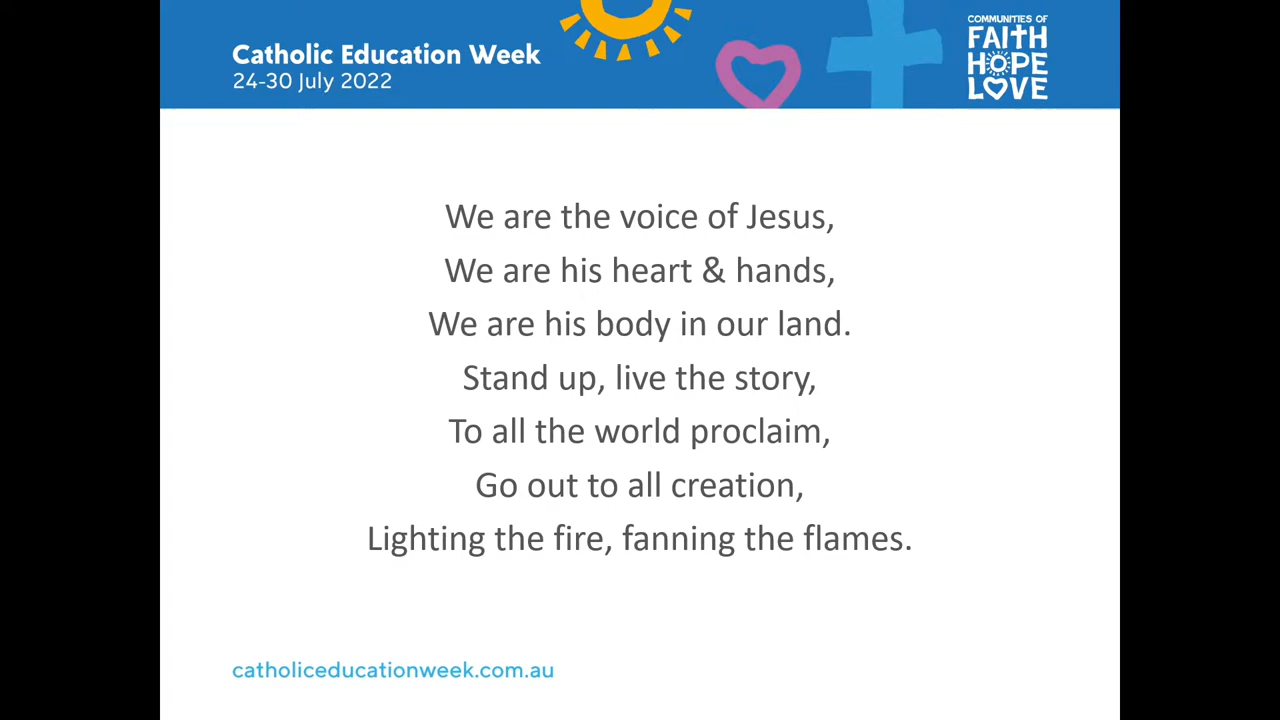 Catholic Education Week
24-30 July 2022
COMMUNITIES OF
FAITH
HOPE
LOVE
We are the voice of Jesus,
We are his heart & hands,
We are his body in our land.
Stand up, live the story,
To all the world proclaim,
Go out to all creation,
Lighting the fire, fanning the flames.
catholiceducationweek.com.au